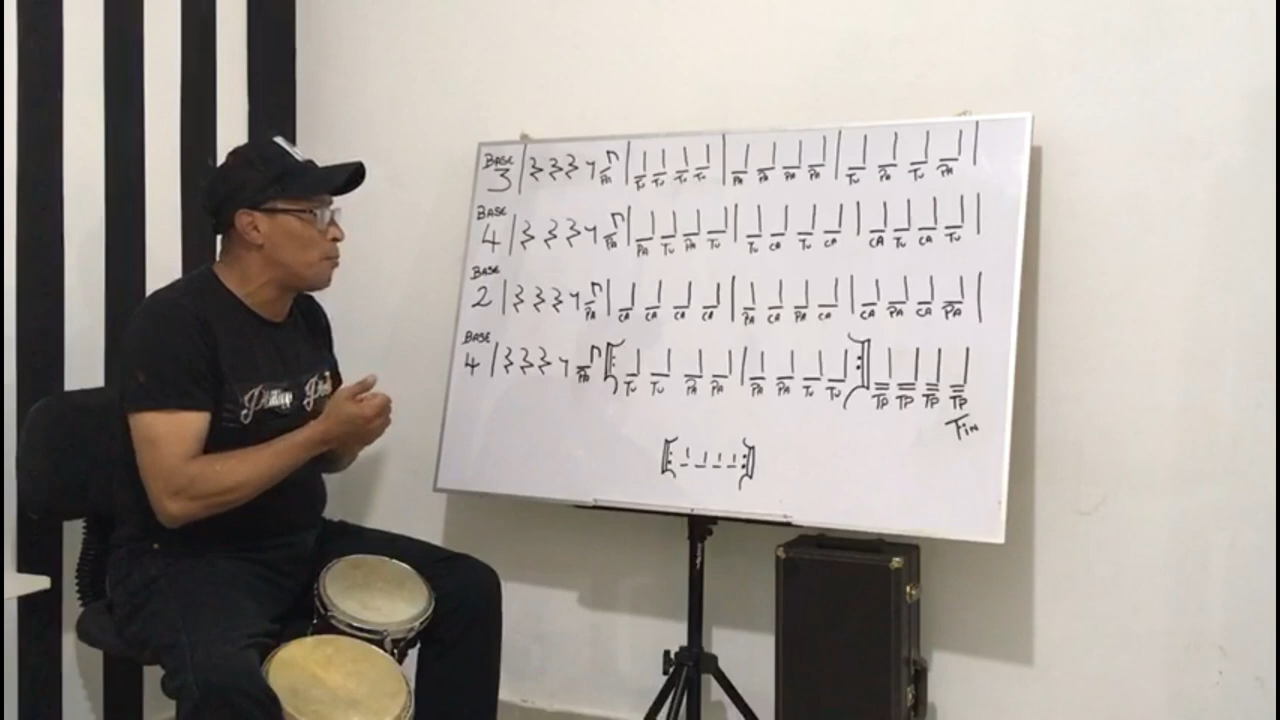 BASE
3 PA TU TU TU TU PA PA PA PA TU PA TU PA
BASE
4 PA PA TU PA TU TU CA TU CA CA TU CA TU
BASE
2 PA CA CA CA CA PA CA PA CA CA PA CA PA
BASE
4 PA TU TU PA PA PA PA TU TU TP TP TP TP
FIN